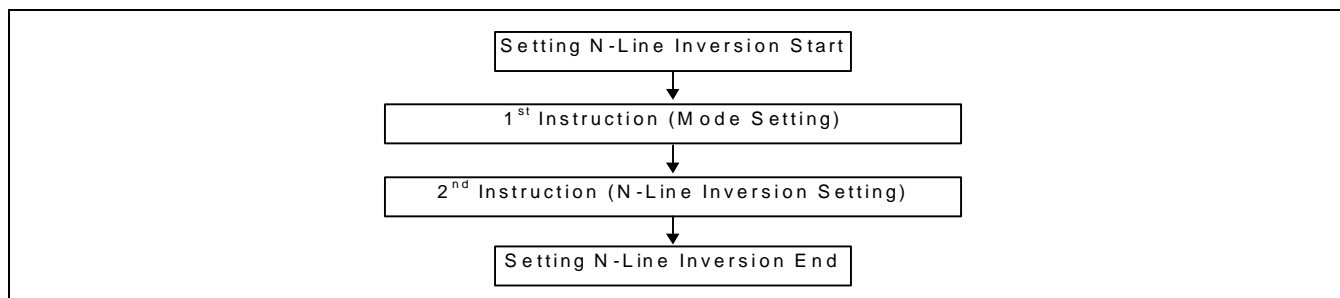 Setting N-Line Inversion Start
1st Instruction (Mode Setting)
2nd Instruction (N-Line Inversion Setting)
Setting N-Line Inversion End